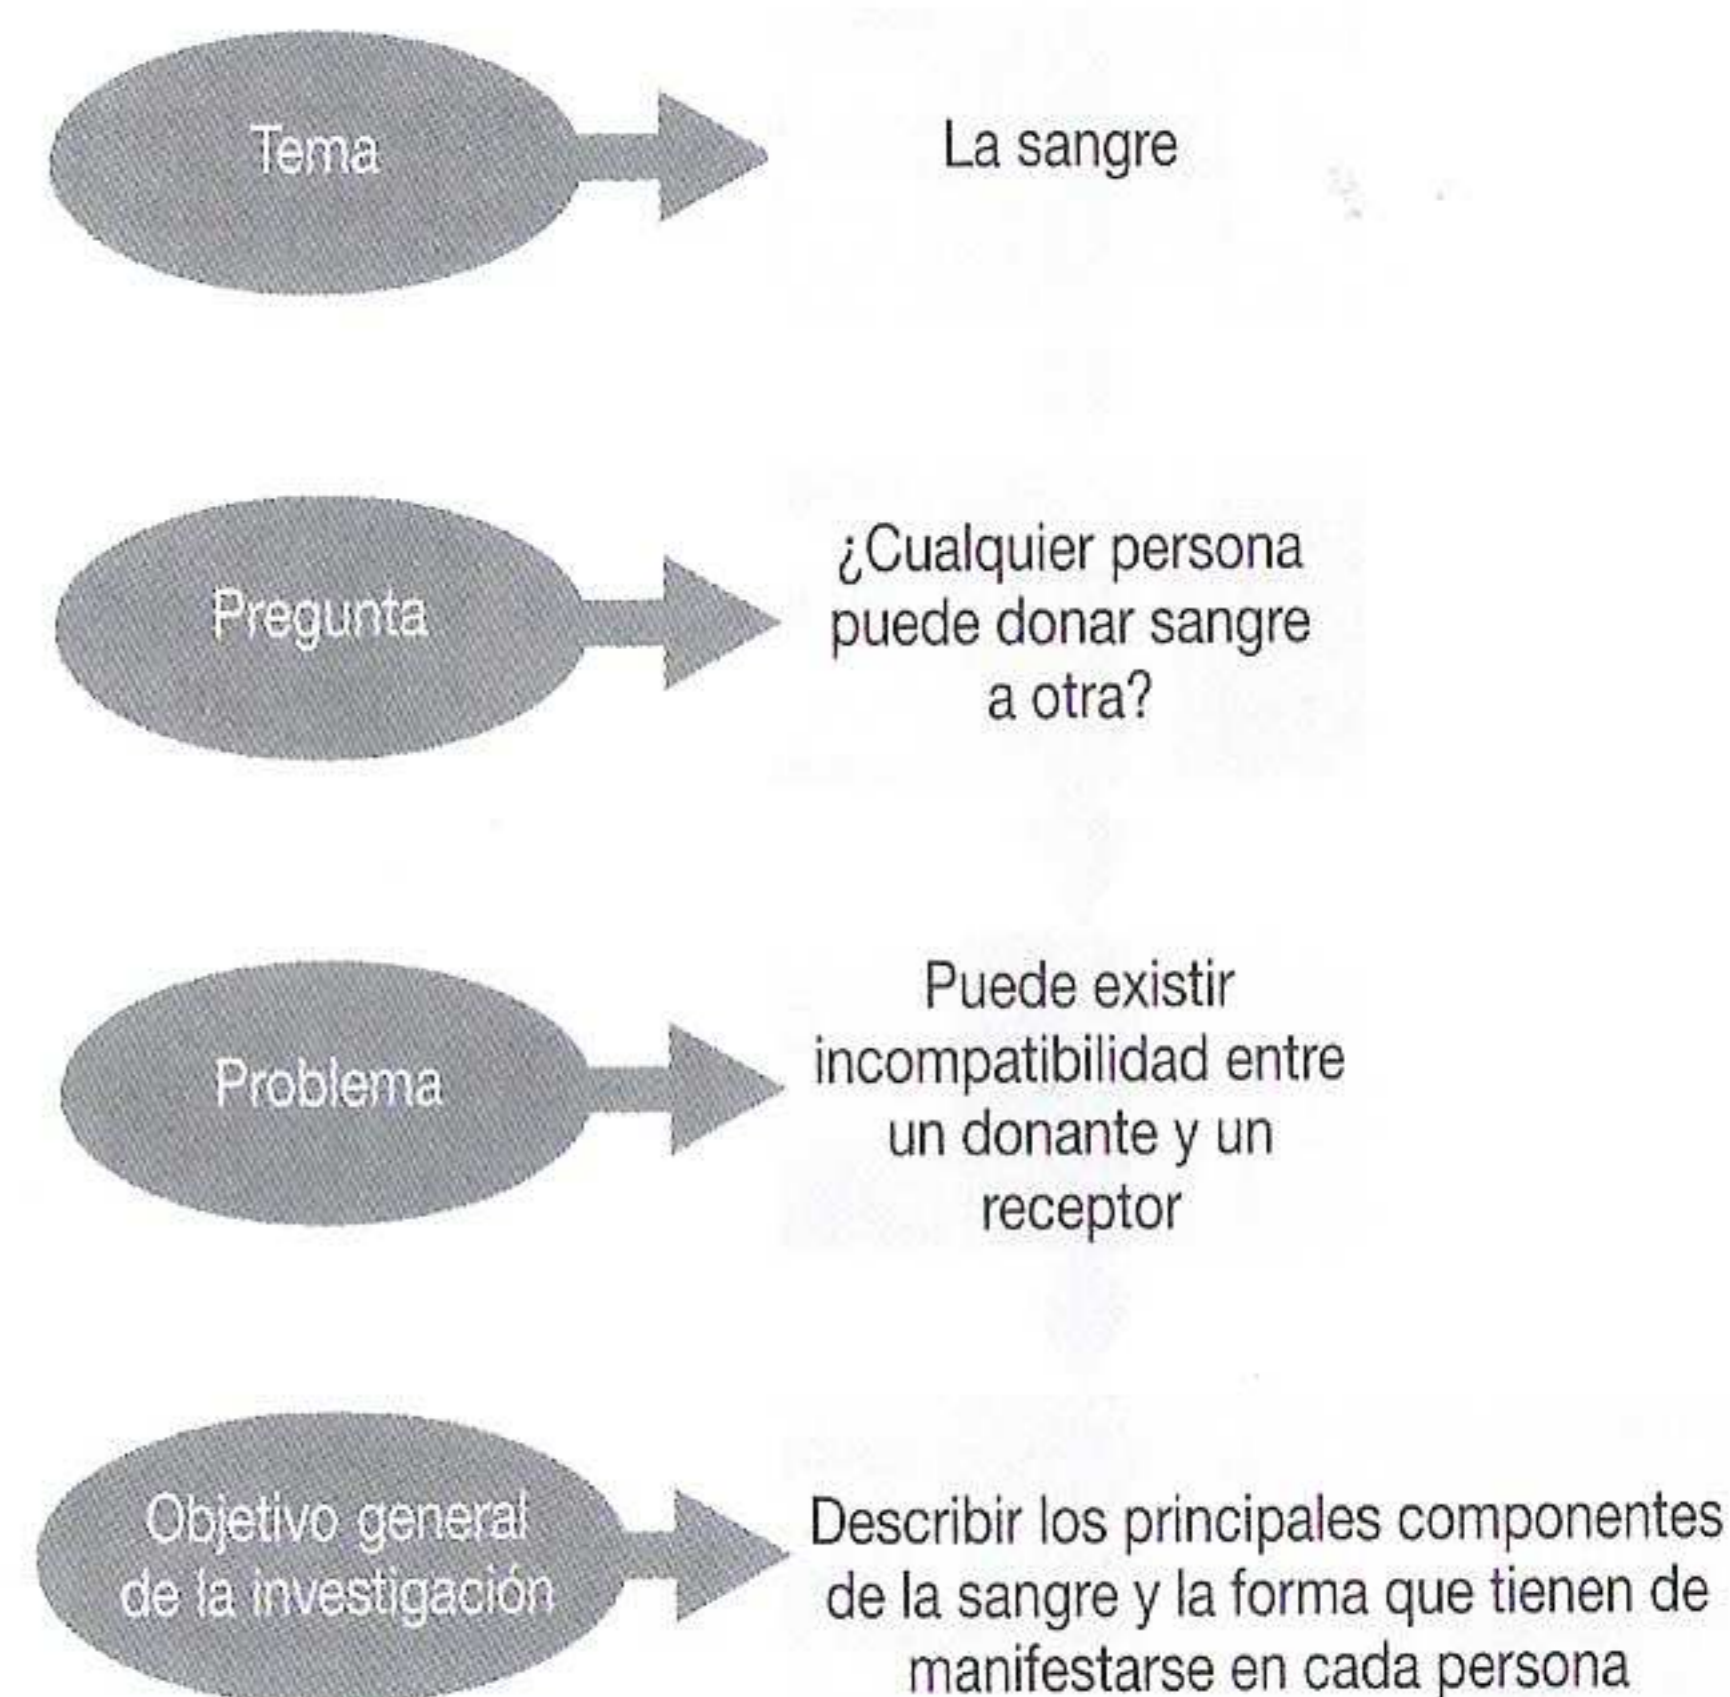 Tema
La sangre
Pregunta
¿Cualquier persona
puede donar sangre
a otra?
Problema
Puede existir
incompatibilidad entre
un donante y un
receptor
Objetivo general
de la investigación
Describir los principales componentes
de la sangre y la forma que tienen de
manifestarse en cada persona